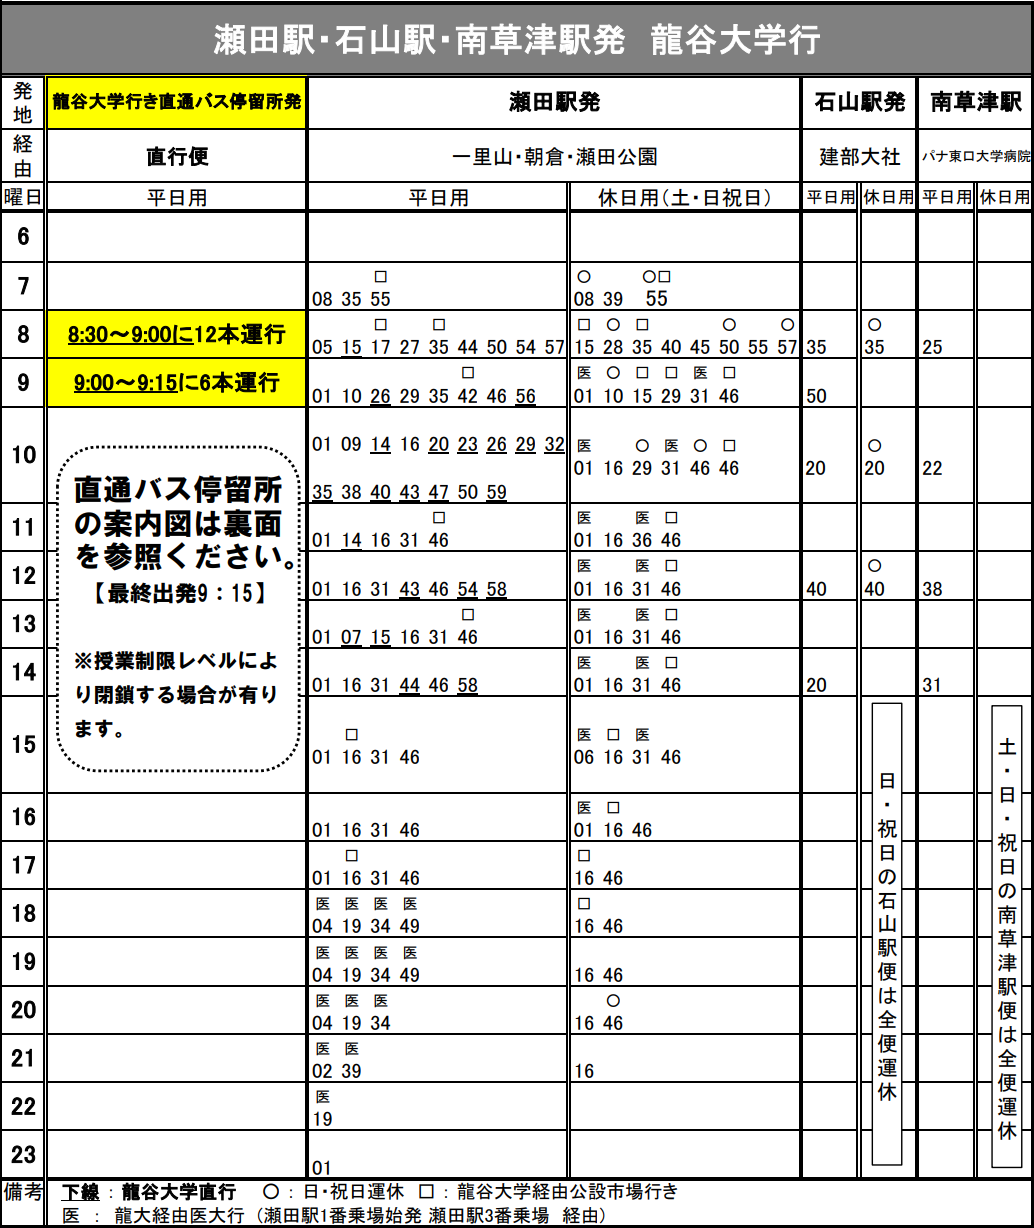 瀬田駅・石山駅・南草津駅発　龍谷大学行
発地 龍谷大学行き直通バス停留所発 瀬田駅発 石山駅発 南草津駅
経由 直行便 一里山・朝倉・瀬田公園 建部大社 パナ東口大学病院
曜日 平日用 平日用 休日用(土・日祝日) 平日用 休日用 平日用 休日用
6
□ ○ ○□
7 08 35 55 08 39 55
□ □ □ ○ □ ○ ○ ○
8 8:30～9:00に12本運行 05 15 17 27 35 44 50 54 57 15 28 35 40 45 50 55 57 35 35 25
□ 医 ○ □ □ 医 □
9 9:00～9:15に6本運行 01 10 26 29 35 42 46 56 01 10 15 29 31 46 50
01 09 14 16 20 23 26 29 32 医 ○ 医 ○ □ ○
10 01 16 29 31 46 46 20 20 22
35 38 40 43 47 50 59
直通バス停留所
の案内図は裏面
を参照ください。
【最終出発9：15】
※授業制限レベルによ
り閉鎖する場合が有り
ます。
□ 医 医 □
11 01 14 16 31 46 01 16 36 46
医 医 □ ○
12 01 16 31 43 46 54 58 01 16 31 46 40 40 38
□ 医 医 □
13 01 07 15 16 31 46 01 16 31 46
医 医 □
14 01 16 31 44 46 58 01 16 31 46 20 31
□ 医 □ 医
15 01 16 31 46 06 16 31 46
医 □
16 01 16 31 46 01 16 46
□ □
17 01 16 31 46 16 46
医 医 医 医 □
18 04 19 34 49 16 46
医 医 医 医
19 04 19 34 49 16 46
医 医 医 ○
20 04 19 34 16 46
医 医
21 02 39 16
医
22 19
23 01
日・祝日の石山駅便は全便運休
土・日・祝日の南草津駅便は全便運休
備考 下線 : 龍谷大学直行 ○ : 日・祝日運休 □ : 龍谷大学経由公設市場行き
医 : 龍大経由医大行 (瀬田駅1番乗場始発 瀬田駅3番乗場 経由)